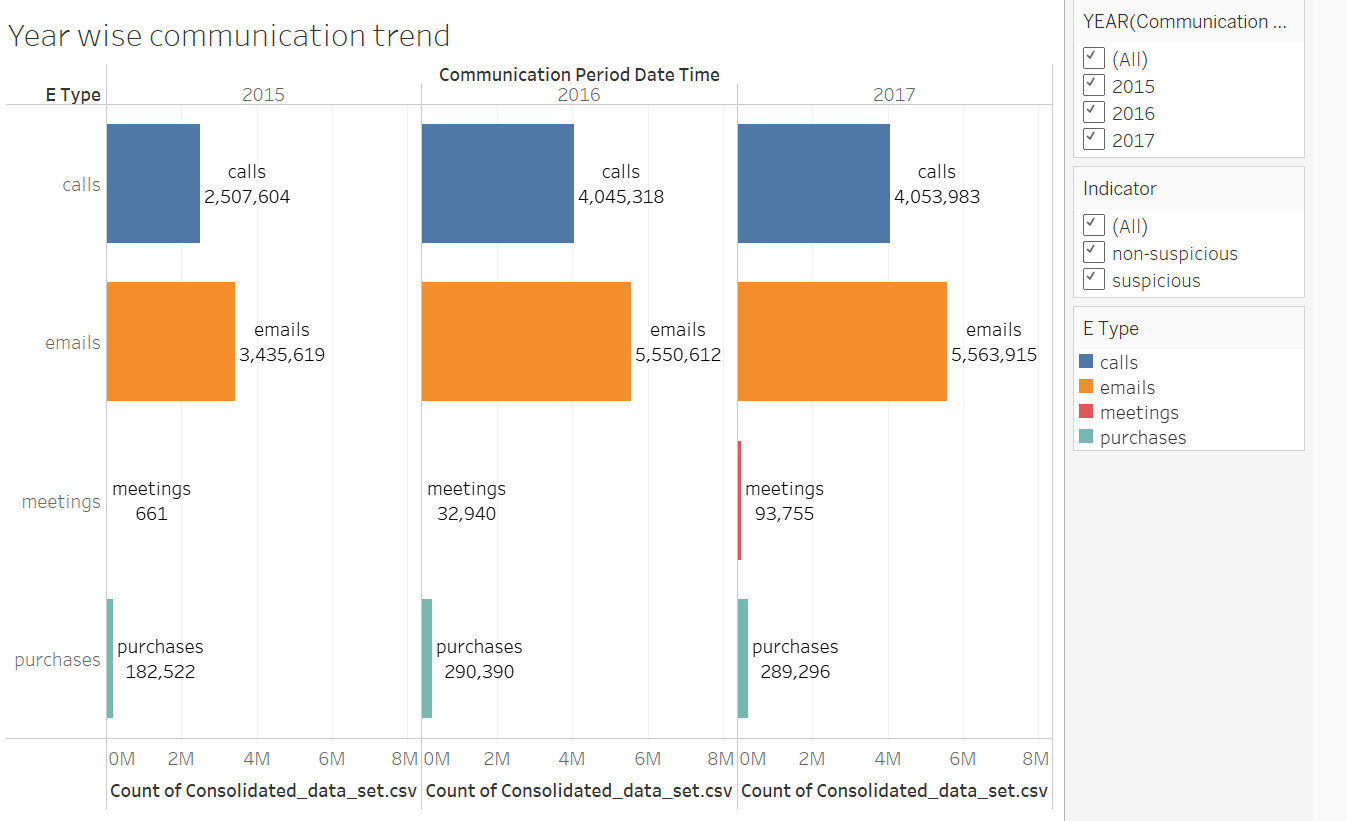 Year wise communication trend
Communication Period Date Time
E Type 2015 2016 2017
calls
calls
2,507,604
calls
4,045,318
calls
4,053,983
emails
emails
3,435,619
emails
5,550,612
emails
5,563,915
meetings
meetings
661
meetings
32,940
meetings
93,755
purchases
purchases
182,522
purchases
290,390
purchases
289,296
0M 2M 4M 6M 8M 0M 2M 4M 6M 8M 0M 2M 4M 6M 8M
Count of Consolidated_data_set.csv Count of Consolidated_data_set.csv Count of Consolidated_data_set.csv
YEAR(Communication ...
(All)
2015
2016
2017
Indicator
(All)
non-suspicious
suspicious
E Type
calls
emails
meetings
purchases